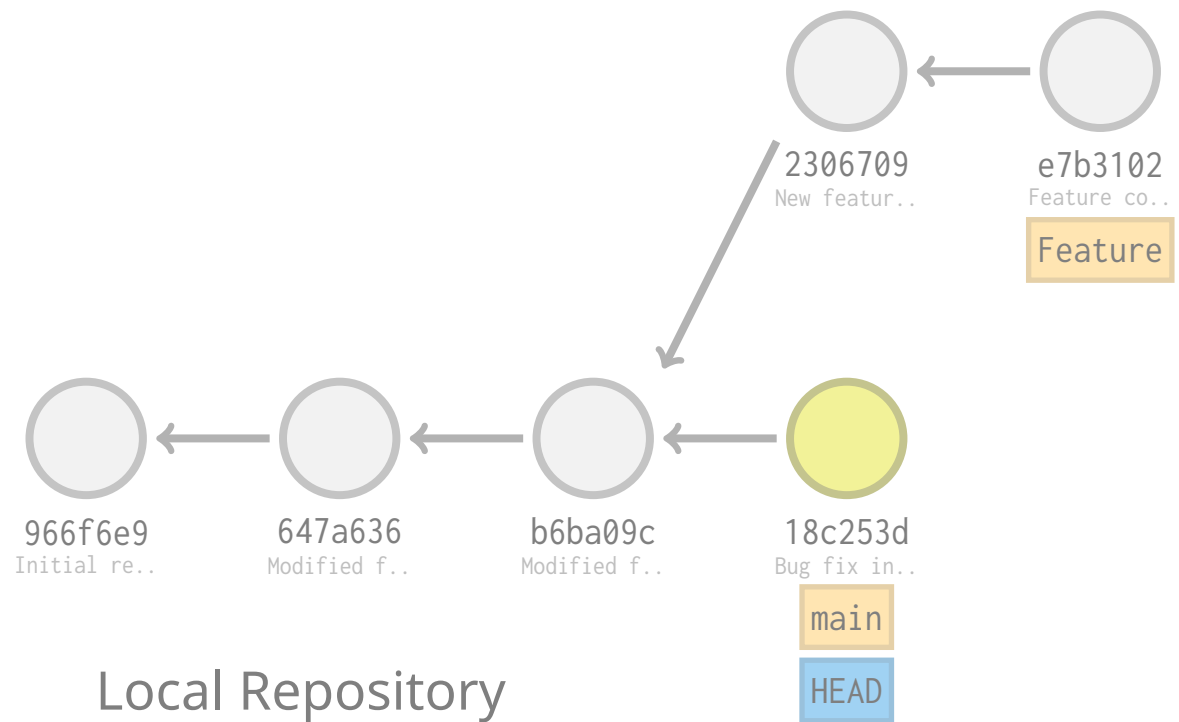 2306709
New featur..
e7b3102
Feature co..
Feature
966f6e9
Initial re..
647a636
Modified f..
b6ba09c
Modified f..
18c253d
Bug fix in..
main
HEAD
Local Repository